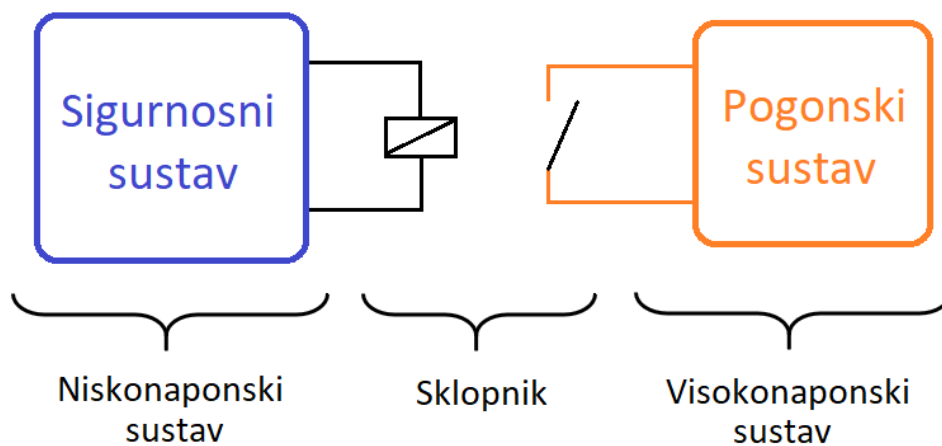 Sigurnosni
sustav
Pogonski
sustav
Niskonaponski
sustav
Sklopnik
Visokonaponski
sustav